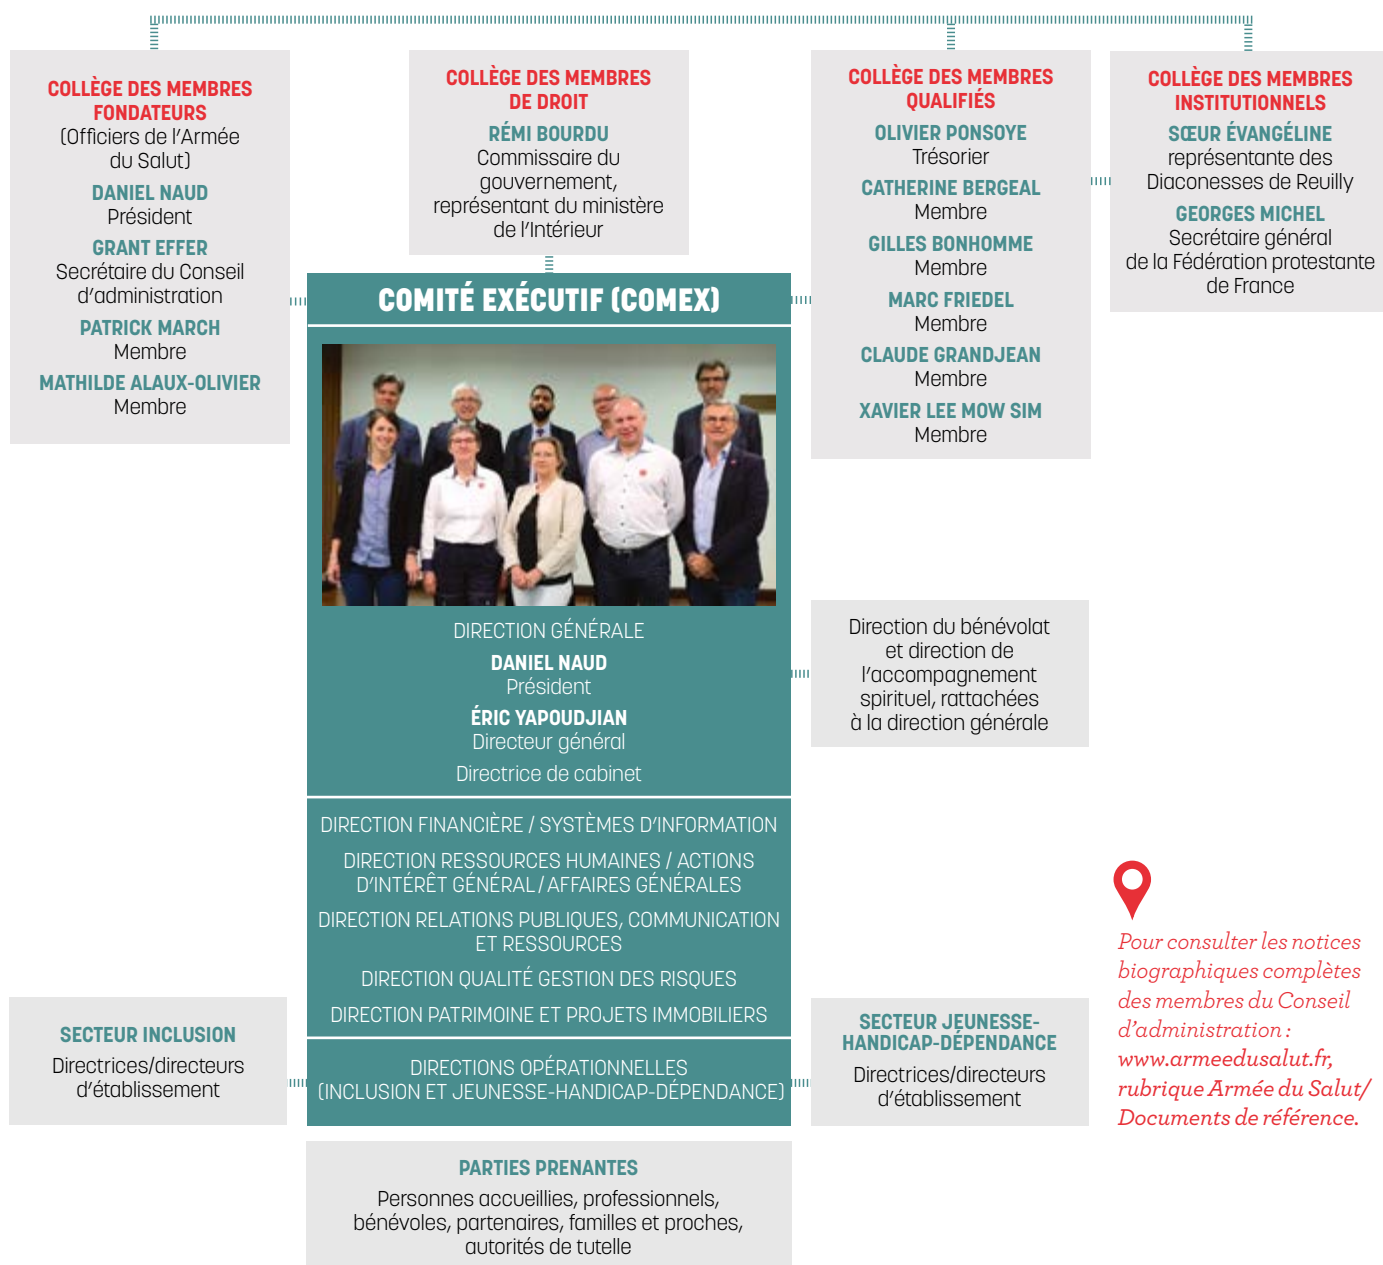 COLLÈGE DES MEMBRES
FONDATEURS
(Officiers de l'Armée
du Salut)
DANIEL NAUD
Président
GRANT EFFER
Secrétaire du Conseil
d'administration
PATRICK MARCH
Membre
MATHILDE ALAUX-OLIVIER
Membre
COLLÈGE DES MEMBRES
DE DROIT
RÉMI BOURDU
Commissaire du
gouvernement,
représentant du ministère
de l'Intérieur
COLLÈGE DES MEMBRES
QUALIFIÉS
OLIVIER PONSOYE
Trésorier
CATHERINE BERGEAL
Membre
GILLES BONHOMME
Membre
MARC FRIEDEL
Membre
CLAUDE GRANDJEAN
Membre
XAVIER LEE MOW SIM
Membre
COLLÈGE DES MEMBRES
INSTITUTIONNELS
SŒUR ÉVANGÉLINE
représentante des
Diaconesses de Reuilly
GEORGES MICHEL
Secrétaire général
de la Fédération protestante
de France
COMITÉ EXÉCUTIF (COMEX)
DIRECTION GÉNÉRALE
DANIEL NAUD
Président
ÉRIC YAPOUDJIAN
Directeur général
Directrice de cabinet
Direction du bénévolat
et direction de
l'accompagnement
spirituel, rattachées
à la direction générale
DIRECTION FINANCIÈRE / SYSTÈMES D'INFORMATION
DIRECTION RESSOURCES HUMAINES / ACTIONS
D'INTÉRÊT GÉNÉRAL / AFFAIRES GÉNÉRALES
DIRECTION RELATIONS PUBLIQUES, COMMUNICATION
ET RESSOURCES
DIRECTION QUALITÉ GESTION DES RISQUES
DIRECTION PATRIMOINE ET PROJETS IMMOBILIERS
SECTEUR INCLUSION
Directrices/directeurs
d'établissement
DIRECTIONS OPÉRATIONNELLES
(INCLUSION ET JEUNESSE-HANDICAP-DÉPENDANCE)
SECTEUR JEUNESSE-
HANDICAP-DÉPENDANCE
Directrices/directeurs
d'établissement
Pour consulter les notices
biographiques complètes
des membres du Conseil
d'administration :
www.armeedusalut.fr,
rubrique Armée du Salut/
Documents de référence.
PARTIES PRENANTES
Personnes accueillies, professionnels,
bénévoles, partenaires, familles et proches,
autorités de tutelle